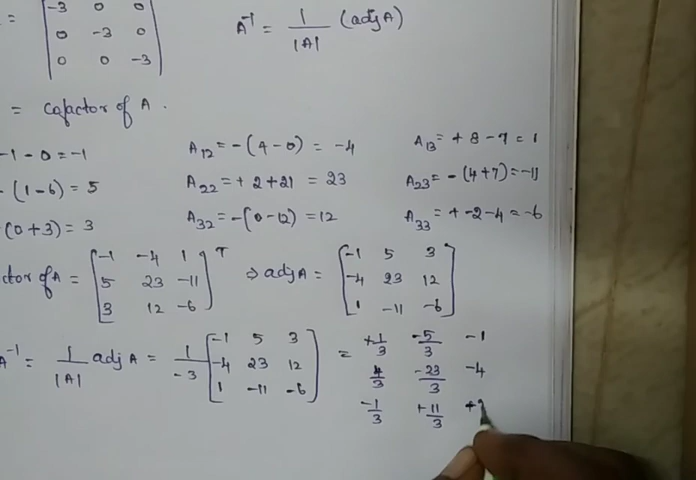 = |-3 0 0|
|0 -3 0|
|0 0 -3|
A⁻¹ = 1/|A| (adj A)
= cofactor of A .
-1 - 0 = -1 A₁₂ = -(4-0) = -4 A₁₃ = + 8 - 7 = 1
-(1-6) = 5 A₂₂ = + 2+21 = 23 A₂₃ = -(4+7) = -11
(0+3) = 3 A₃₂ = -(0-12) = 12 A₃₃ = + -2-4 = -6
ctor of A = [-1 -4 1 ⇒ adj A = [-1 5 3
5 23 -11 -4 23 12
3 12 -6]ᵀ 1 -11 -6]
A⁻¹ = 1/|A| adj A = 1/-3 [-1 5 3 = +1/3 -5/3 -1
-4 23 12 4/3 -23/3 -4
1 -11 -6] -1/3 +11/3 +